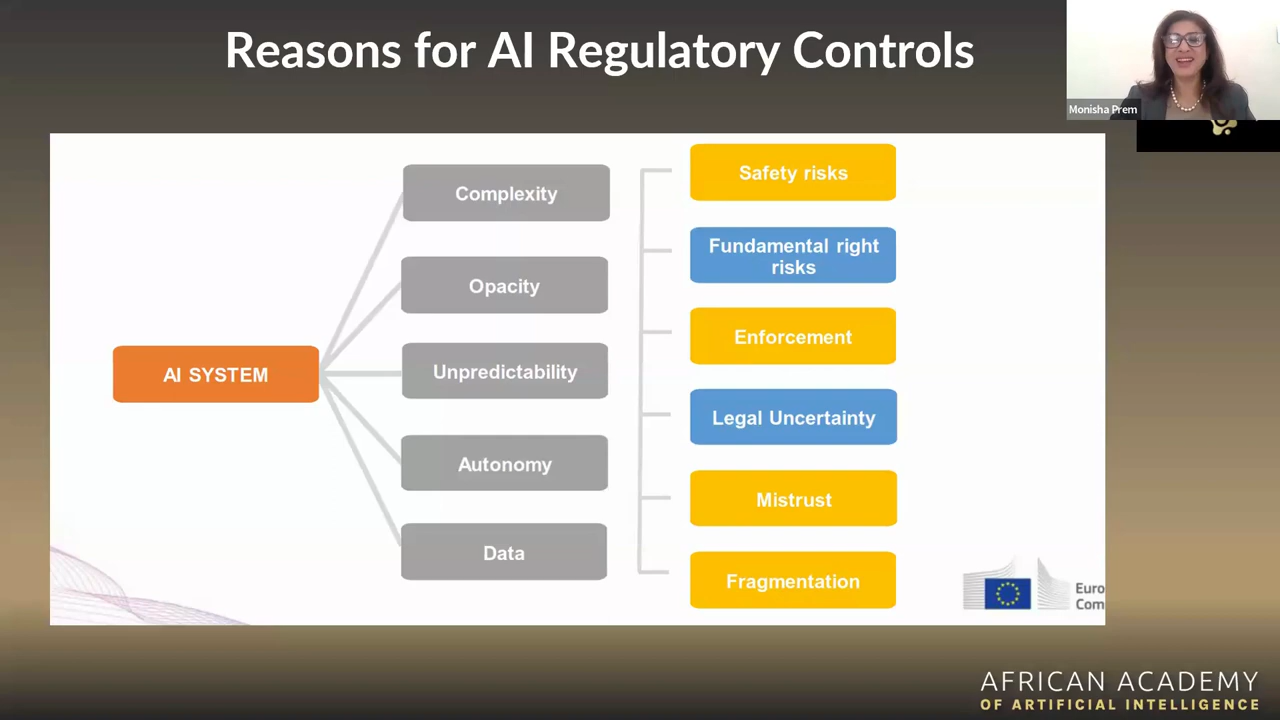 Reasons for AI Regulatory Controls
Monisha Prem
AI SYSTEM
Complexity
Opacity
Unpredictability
Autonomy
Data
Safety risks
Fundamental right
risks
Enforcement
Legal Uncertainty
Mistrust
Fragmentation
Euro
Com
AFRICAN ACADEMY
OF ARTIFICIAL INTELLIGENCE